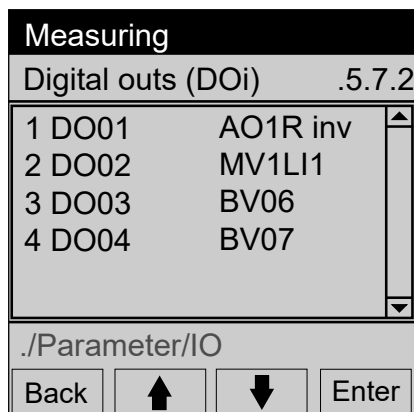 Measuring
Digital outs (DOi) .5.7.2
1 DO01 AO1R inv
2 DO02 MV1LI1
3 DO03 BV06
4 DO04 BV07
./Parameter/IO
Back Enter